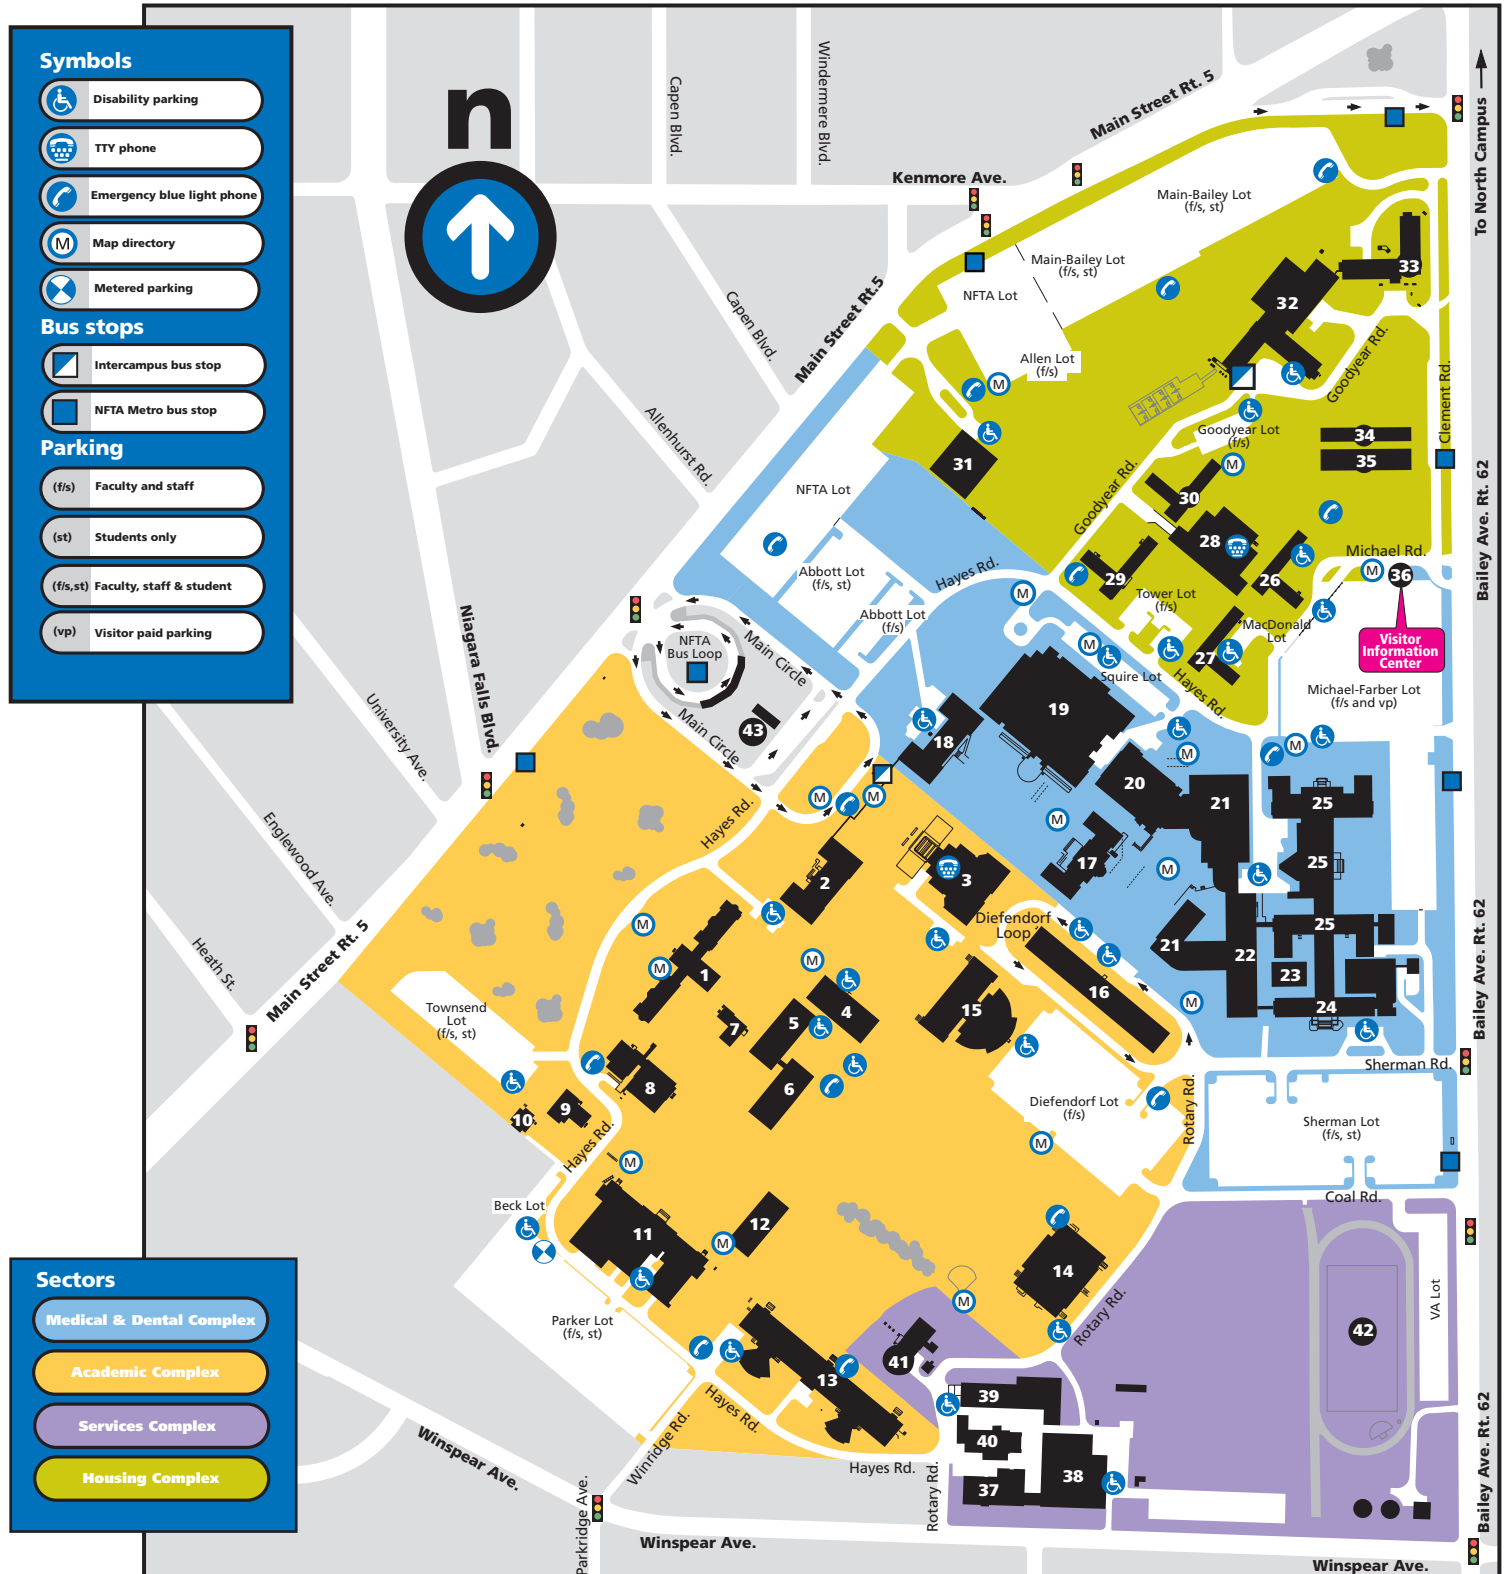 Symbols
Disability parking
TTY phone
Emergency blue light phone
M
Map directory
Metered parking
Bus stops
Intercampus bus stop
NFTA Metro bus stop
Parking
(f/s)
Faculty and staff
(st)
Students only
(f/s,st)
Faculty, staff & student
(vp)
Visitor paid parking
Sectors
Medical & Dental Complex
Academic Complex
Services Complex
Housing Complex
n
Capen Blvd.
Windermere Blvd.
Main Street Rt. 5
To North Campus
Kenmore Ave.
Main-Bailey Lot
(f/s, st)
Main-Bailey Lot
(f/s, st)
NFTA Lot
33
32
Capen Blvd.
Main Street Rt.5
Allen Lot
(f/s)
M
Goodyear Rd.
Clement Rd.
Allenhurst Rd.
Goodyear Lot
(f/s)
34
35
31
M
NFTA Lot
Goodyear Rd.
30
Bailey Ave. Rt. 62
28
Michael Rd.
Abbott Lot
(f/s, st)
Hayes Rd.
29
26
M
36
Tower Lot
(f/s)
M
Abbott Lot
(f/s)
MacDonald
Lot
Visitor
Information
Center
NFTA
Bus Loop
Main Circle
M
27
Squire Lot
Hayes Rd.
Michael-Farber Lot
(f/s and vp)
Niagara Falls Blvd.
University Ave.
Main Circle
43
19
18
M
M
20
21
25
M
M
M
Hayes Rd.
Englewood Ave.
2
3
17
M
25
Diefendorf
Loop
25
M
Heath St.
Main Street Rt. 5
M
1
M
21
22
23
Bailey Ave. Rt. 62
16
M
24
Townsend
Lot
(f/s, st)
7
5
4
15
Sherman Rd.
8
6
9
10
Diefendorf Lot
(f/s)
Rotary Rd.
Sherman Lot
(f/s, st)
Hayes Rd.
M
M
Coal Rd.
Beck Lot
11
12
M
14
M
Rotary Rd.
VA Lot
42
Parker Lot
(f/s, st)
41
13
39
Hayes Rd.
Winridge Rd.
40
Winspear Ave.
Hayes Rd.
Rotary Rd.
37
38
Bailey Ave. Rt. 62
Parkridge Ave.
Winspear Ave.
Winspear Ave.